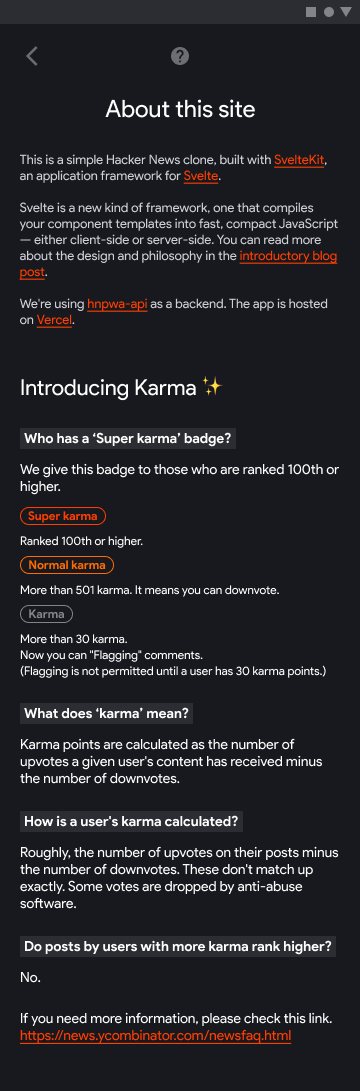 About this site
This is a simple Hacker News clone, built with SvelteKit,
an application framework for Svelte.
Svelte is a new kind of framework, one that compiles
your component templates into fast, compact JavaScript
— either client-side or server-side. You can read more
about the design and philosophy in the introductory blog
post.
We're using hnpwa-api as a backend. The app is hosted
on Vercel.
Introducing Karma ✨
Who has a ‘Super karma’ badge?
We give this badge to those who are ranked 100th or
higher.
Super karma
Ranked 100th or higher.
Normal karma
More than 501 karma. It means you can downvote.
Karma
More than 30 karma.
Now you can "Flagging" comments.
(Flagging is not permitted until a user has 30 karma points.)
What does ‘karma’ mean?
Karma points are calculated as the number of
upvotes a given user's content has received minus
the number of downvotes.
How is a user's karma calculated?
Roughly, the number of upvotes on their posts minus
the number of downvotes. These don't match up
exactly. Some votes are dropped by anti-abuse
software.
Do posts by users with more karma rank higher?
No.
If you need more information, please check this link.
https://news.ycombinator.com/newsfaq.html